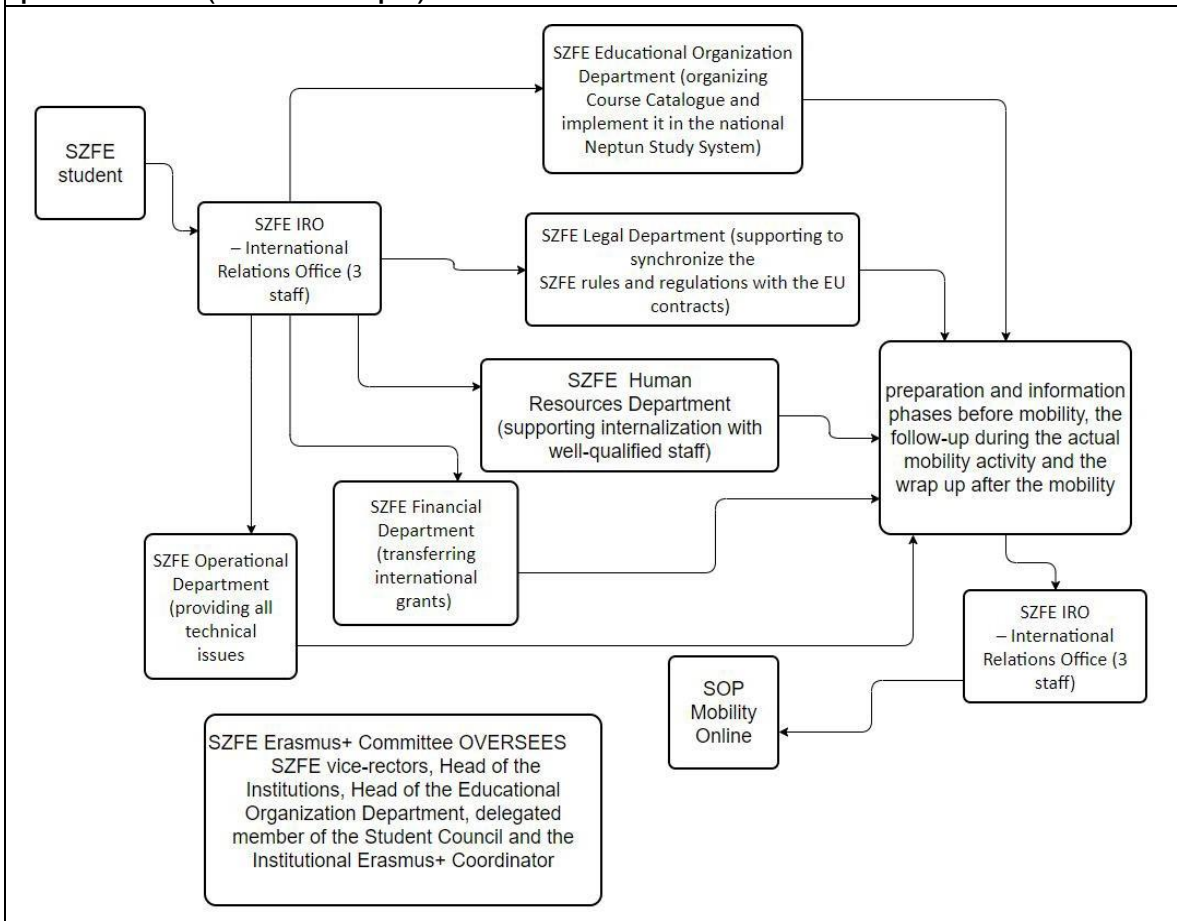 SZFE Educational Organization
Department (organizing
Course Catalogue and
implement it in the national
Neptun Study System)
SZFE
student
SZFE IRO
– International
Relations Office (3
staff)
SZFE Legal Department (supporting to
synchronize the
SZFE rules and regulations with the EU
contracts)
SZFE Human
Resources Department
(supporting internalization with
well-qualified staff)
preparation and information
phases before mobility, the
follow-up during the actual
mobility activity and the
wrap up after the mobility
SZFE Financial
Department
(transferring
international
grants)
SZFE Operational
Department
(providing all
technical
issues
SZFE IRO
– International
Relations Office (3
staff)
SOP
Mobility
Online
SZFE Erasmus+ Committee OVERSEES
SZFE vice-rectors, Head of the
Institutions, Head of the Educational
Organization Department, delegated
member of the Student Council and the
Institutional Erasmus+ Coordinator